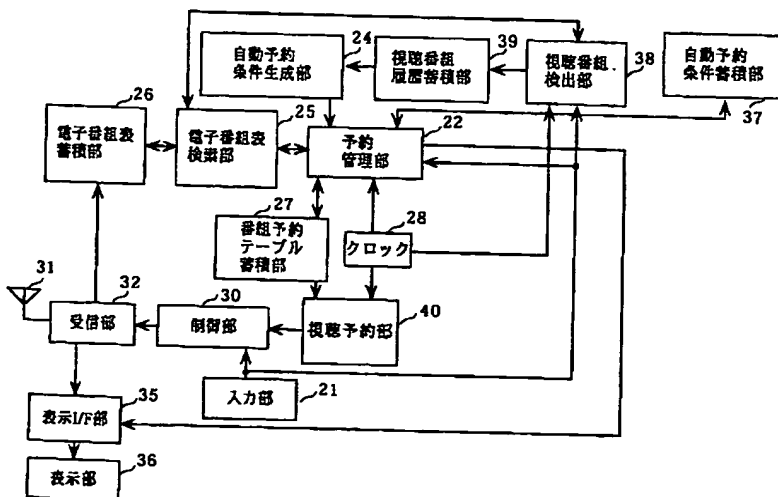 24
自動予約
条件生成部
39
視聴番組
履歴蓄積部
視聴番組
検出部
38
自動予約
条件蓄積部
37
26
電子番組表
蓄積部
25
電子番組表
検索部
22
予約
管理部
27
番組予約
テーブル
蓄積部
28
クロック
31
32
受信部
30
制御部
視聴予約部
40
入力部
21
35
表示I/F部
表示部
36